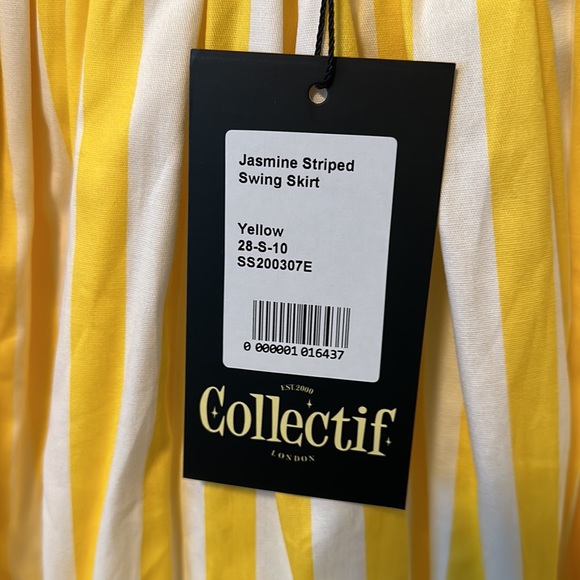 Jasmine Striped
Swing Skirt
Yellow
28-S-10
SS200307E
0 000001 016437
EST. 2000
Collectif
LONDON